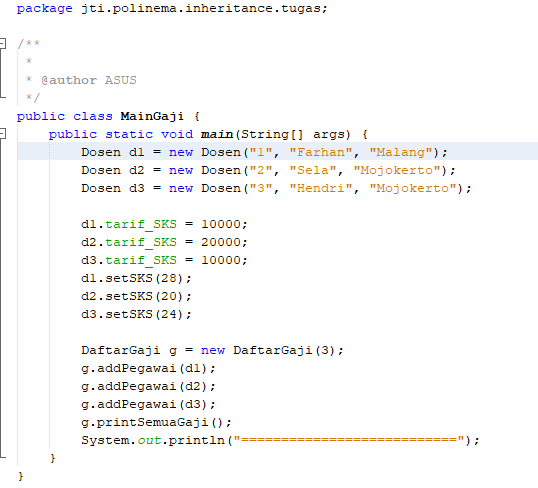 package jti.polinema.inheritance.tugas;
/**
 *
 * @author ASUS
 */
public class MainGaji {
    public static void main(String[] args) {
        Dosen d1 = new Dosen("1", "Farhan", "Malang");
        Dosen d2 = new Dosen("2", "Sela", "Mojokerto");
        Dosen d3 = new Dosen("3", "Hendri", "Mojokerto");
        d1.tarif_SKS = 10000;
        d2.tarif_SKS = 20000;
        d3.tarif_SKS = 10000;
        d1.setSKS(28);
        d2.setSKS(20);
        d3.setSKS(24);
        DaftarGaji g = new DaftarGaji(3);
        g.addPegawai(d1);
        g.addPegawai(d2);
        g.addPegawai(d3);
        g.printSemuaGaji();
        System.out.println("===========================");
    }
}